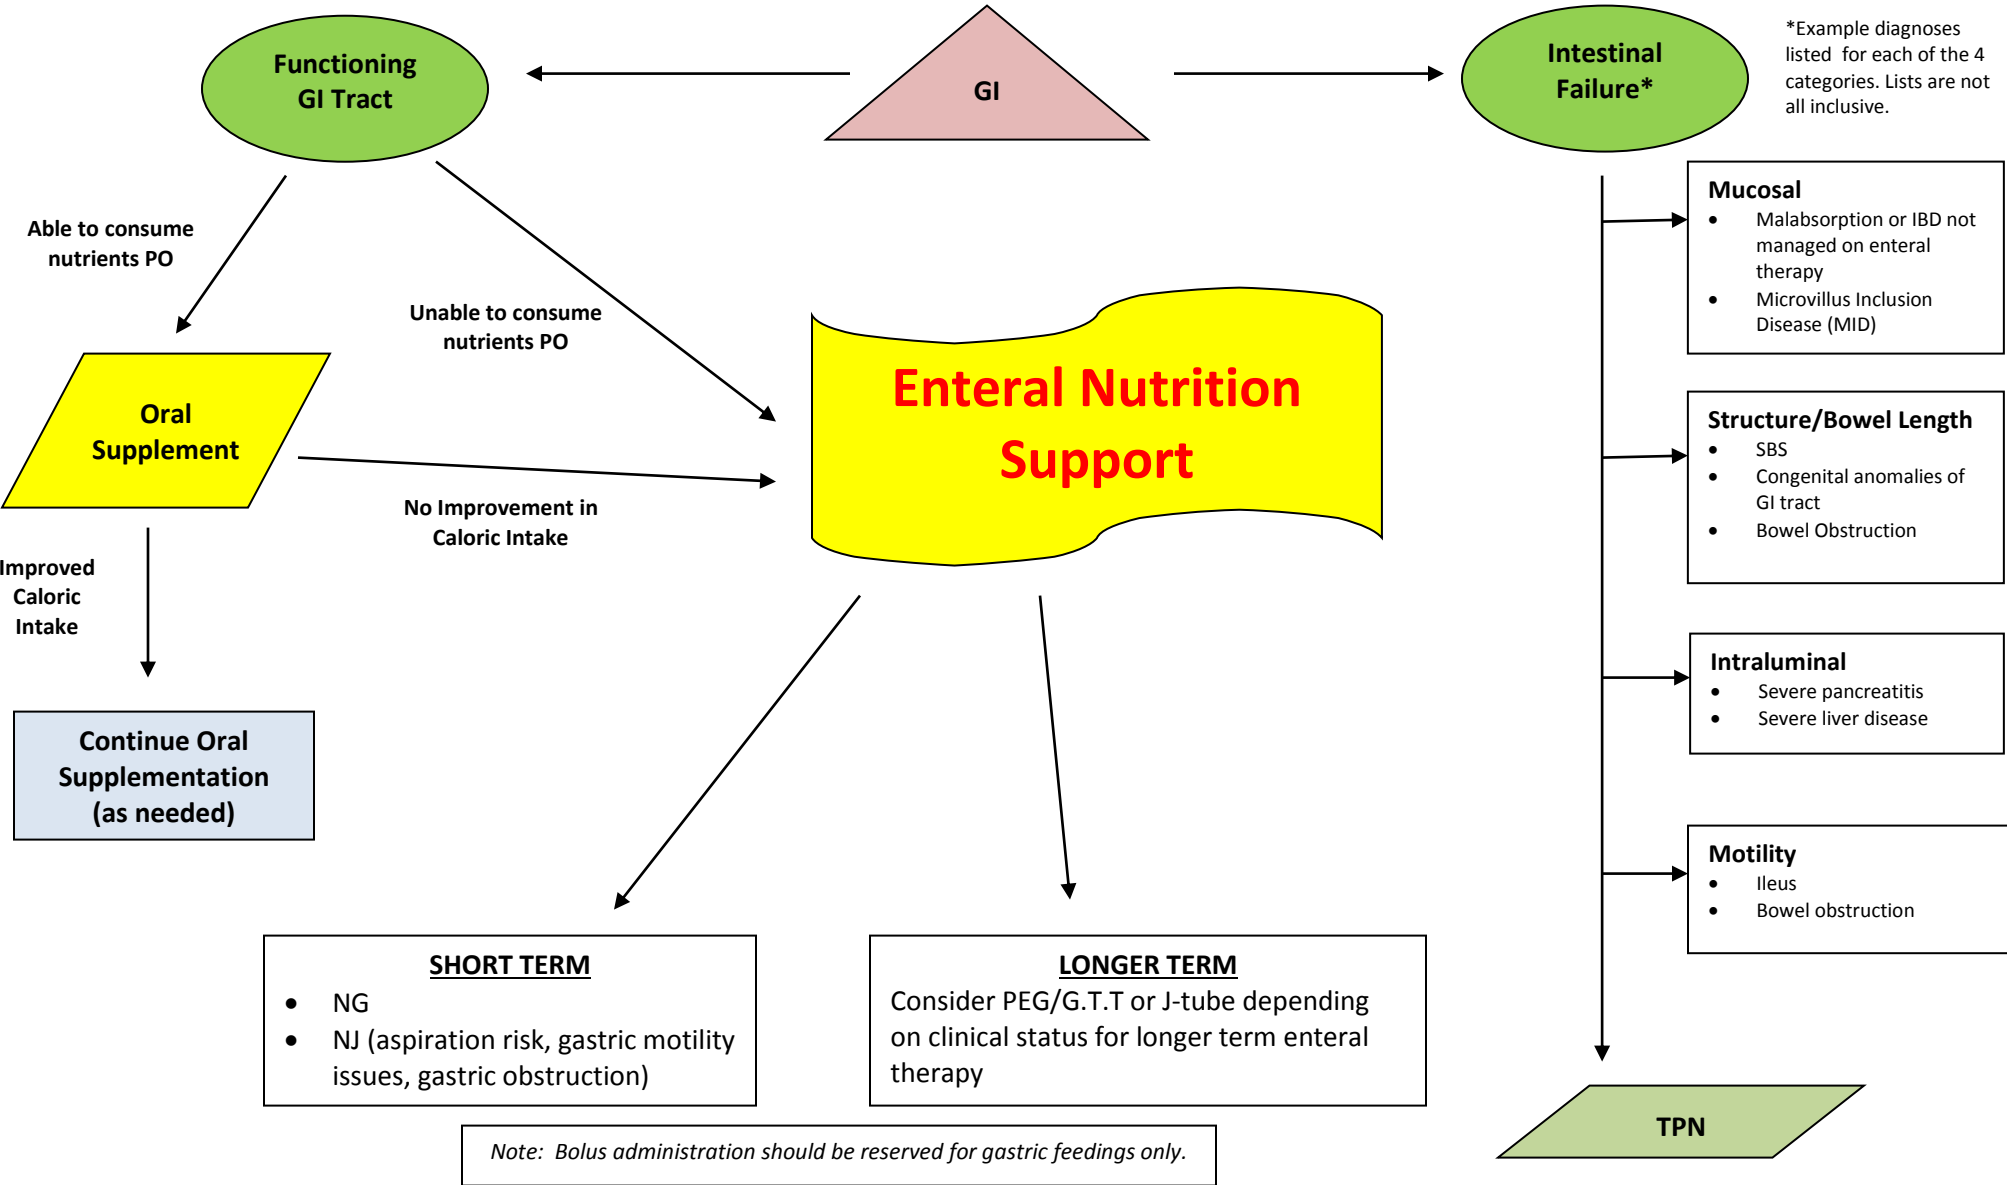 Functioning
GI Tract
GI
Intestinal
Failure*
*Example diagnoses
listed  for each of the 4
categories. Lists are not
all inclusive.
Able to consume
nutrients PO
Unable to consume
nutrients PO
Oral
Supplement
No Improvement in
Caloric Intake
Improved
Caloric
Intake
Continue Oral
Supplementation
(as needed)
Enteral Nutrition
Support
Mucosal
• Malabsorption or IBD not
managed on enteral
therapy
• Microvillus Inclusion
Disease (MID)
Structure/Bowel Length
• SBS
• Congenital anomalies of
GI tract
• Bowel Obstruction
Intraluminal
• Severe pancreatitis
• Severe liver disease
Motility
• Ileus
• Bowel obstruction
SHORT TERM
• NG
• NJ (aspiration risk, gastric motility
issues, gastric obstruction)
LONGER TERM
Consider PEG/G.T.T or J-tube depending
on clinical status for longer term enteral
therapy
TPN
Note:  Bolus administration should be reserved for gastric feedings only.